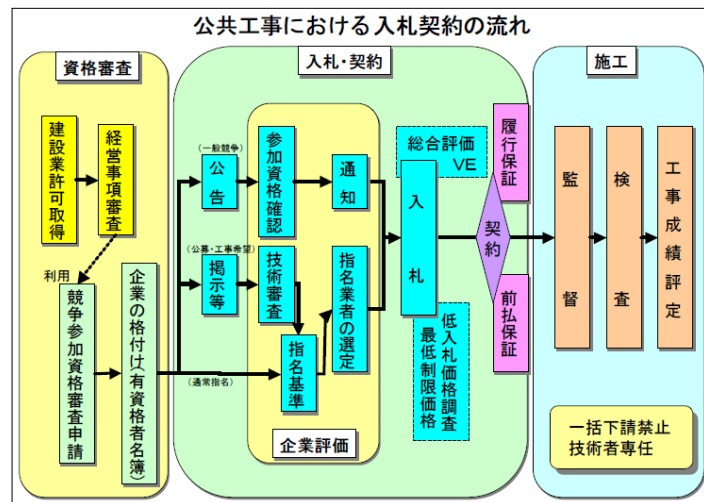 公共工事における入札契約の流れ
資格審査
建設業許可取得
経営事項審査
利用
競争参加資格審査申請
企業の格付け(有資格者名簿)
入札・契約
(一般競争)
公告
参加資格確認
通知
(公募・工事希望)
掲示等
技術審査
指名業者の選定
(通常指名)
指名基準
企業評価
総合評価
VE
入札
低入札価格調査
最低制限価格
履行保証
契約
前払保証
施工
監督
検査
工事成績評定
一括下請禁止
技術者専任